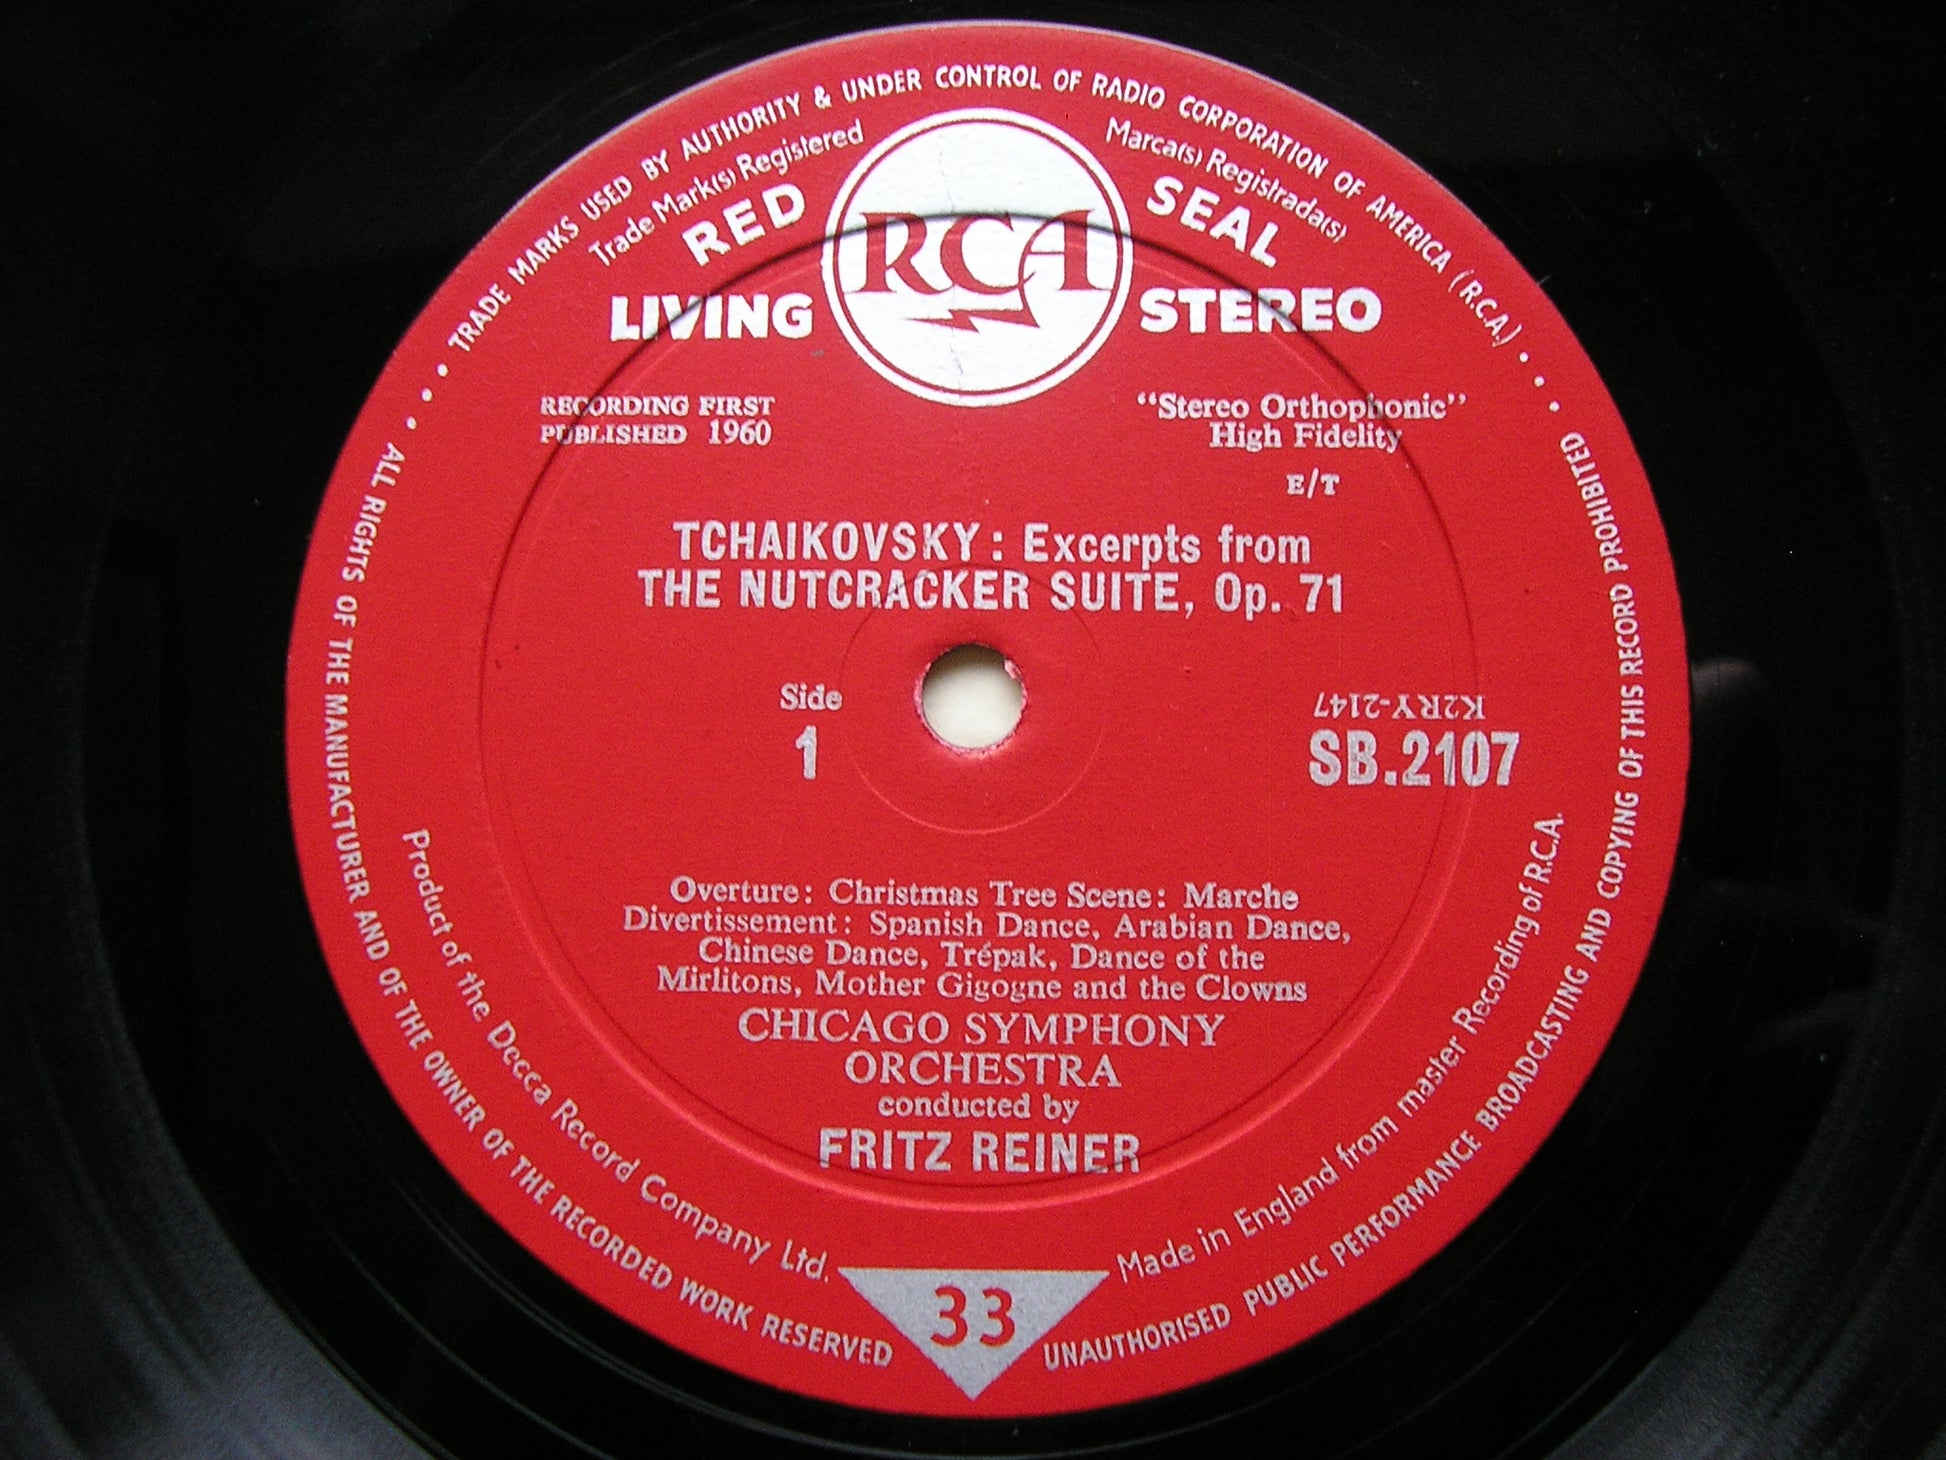 TRADE MARKS USED BY AUTHORITY & UNDER CONTROL OF RADIO CORPORATION OF AMERICA (R.C.A.)
Trade Mark(s) Registered
Marca(s) Registrada(s)
RED SEAL
RCA
LIVING STEREO
RECORDING FIRST
PUBLISHED 1960
"Stereo Orthophonic"
High Fidelity
E/T
TCHAIKOVSKY: Excerpts from
THE NUTCRACKER SUITE, Op. 71
Side
1
K2RY-2147
SB.2107
Overture: Christmas Tree Scene: Marche
Divertissement: Spanish Dance, Arabian Dance,
Chinese Dance, Trépak, Dance of the
Mirlitons, Mother Gigogne and the Clowns
CHICAGO SYMPHONY
ORCHESTRA
conducted by
FRITZ REINER
Product of the Decca Record Company Ltd.
Made in England from master Recording of R.C.A.
33
ALL RIGHTS OF THE MANUFACTURER AND OF THE OWNER OF THE RECORDED WORK RESERVED
UNAUTHORISED PUBLIC PERFORMANCE BROADCASTING AND COPYING OF THIS RECORD PROHIBITED